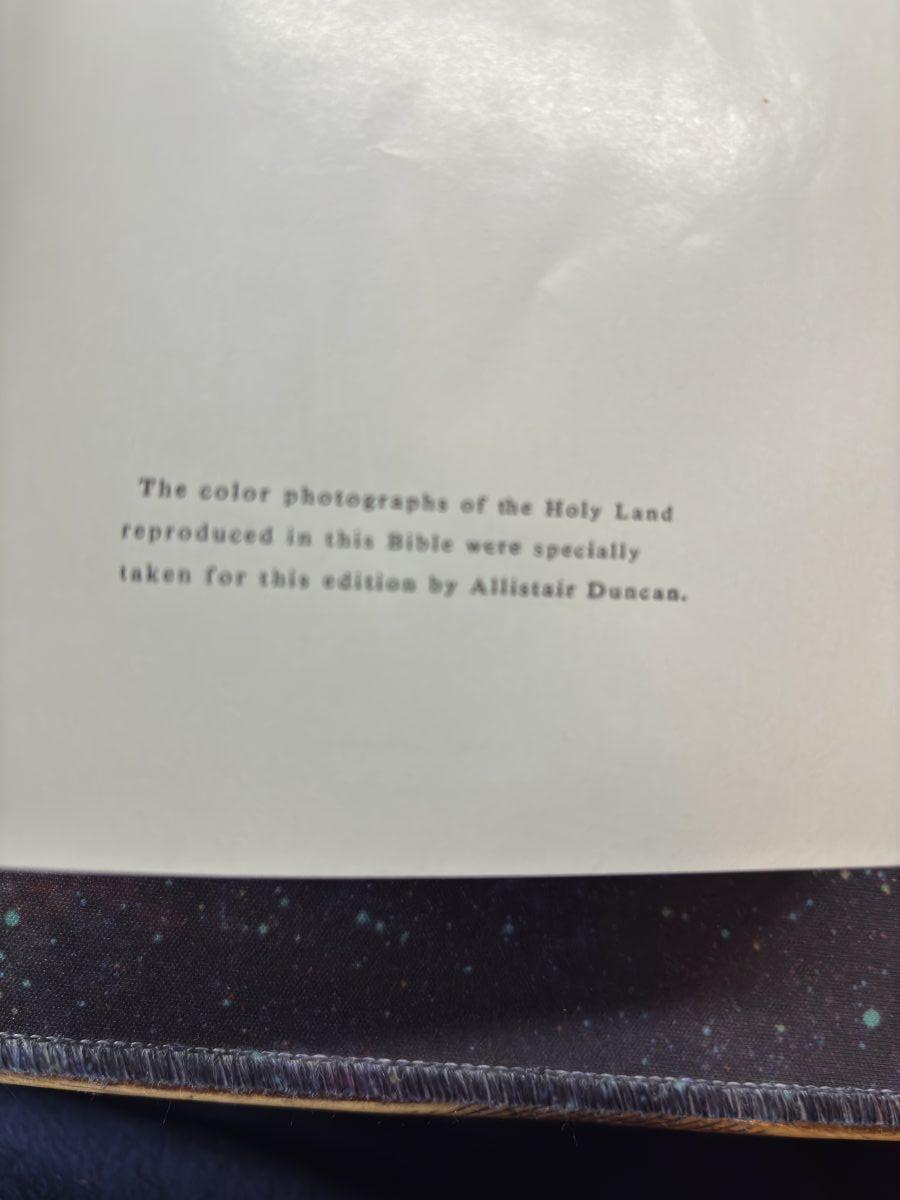 The color photographs of the Holy Land
reproduced in this Bible were specially
taken for this edition by Allistair Duncan.